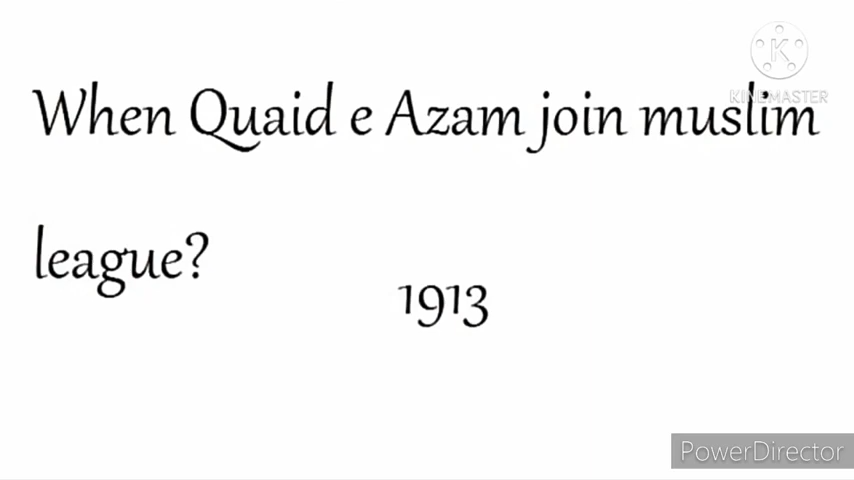 KINEMASTER
When Quaid e Azam join muslim
league?
1913
PowerDirector